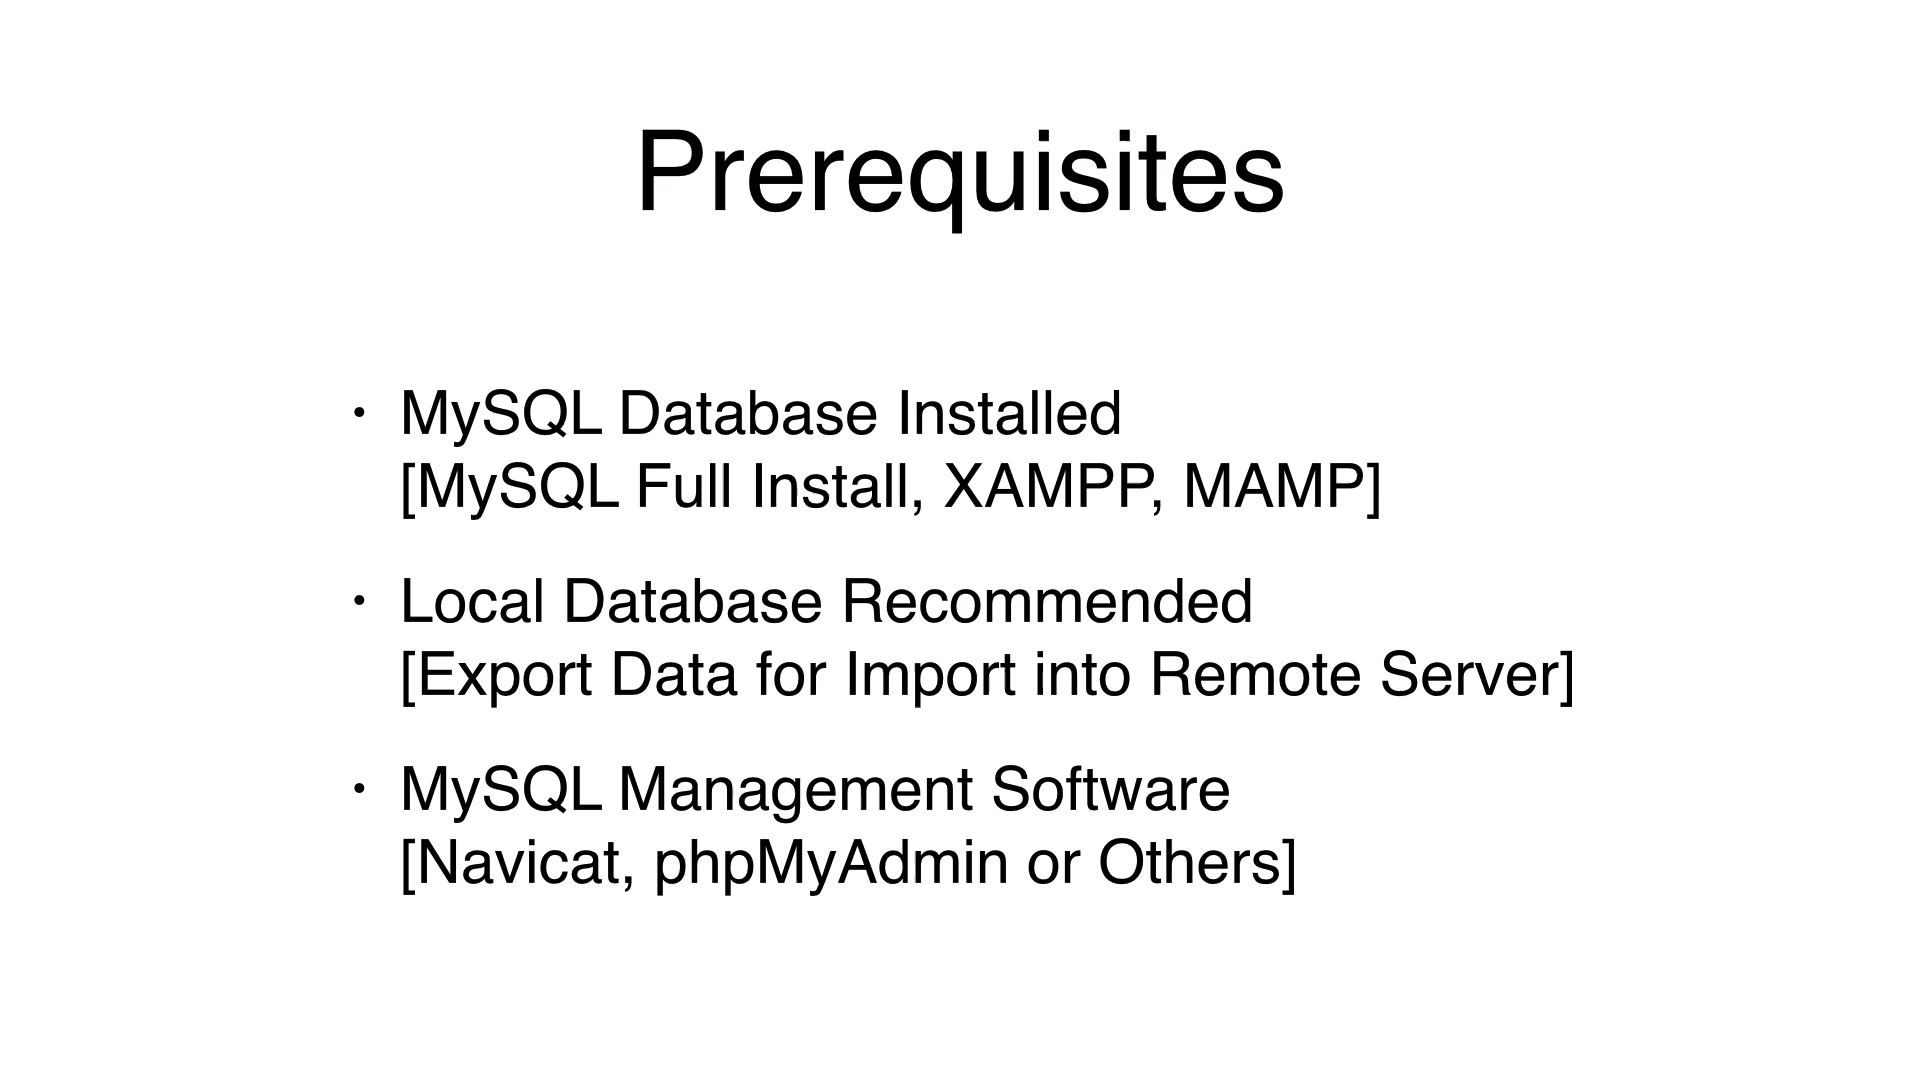 Prerequisites
• MySQL Database Installed
[MySQL Full Install, XAMPP, MAMP]
• Local Database Recommended
[Export Data for Import into Remote Server]
• MySQL Management Software
[Navicat, phpMyAdmin or Others]